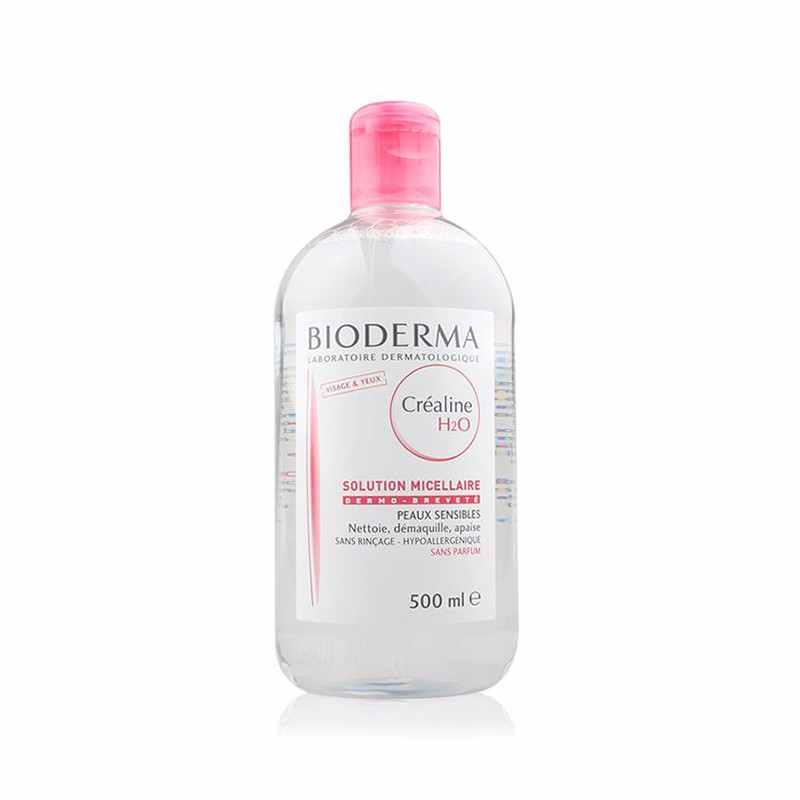 BIODERMA
LABORATOIRE DERMATOLOGIQUE
VISAGE & YEUX
Créaline
H2O
SOLUTION MICELLAIRE
DERMO-BREVETÉ
PEAUX SENSIBLES
Nettoie, démaquille, apaise
SANS RINÇAGE - HYPOALLERGÉNIQUE
SANS PARFUM
500 ml ℮